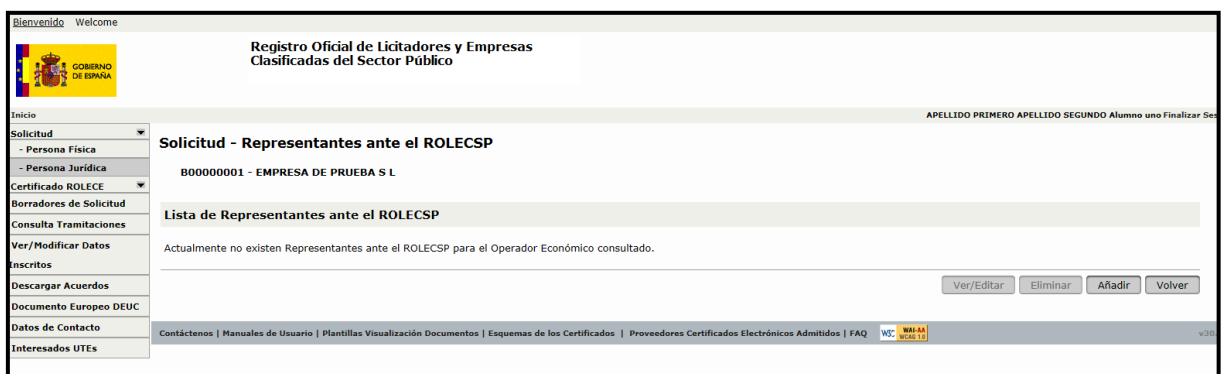 Bienvenido Welcome
GOBIERNO
DE ESPAÑA
Registro Oficial de Licitadores y Empresas
Clasificadas del Sector Público
Inicio
APELLIDO PRIMERO APELLIDO SEGUNDO Alumno uno Finalizar Ses
Solicitud
- Persona Física
- Persona Jurídica
Certificado ROLECE
Borradores de Solicitud
Consulta Tramitaciones
Ver/Modificar Datos
Inscritos
Descargar Acuerdos
Documento Europeo DEUC
Datos de Contacto
Interesados UTEs
Solicitud - Representantes ante el ROLECSP
B00000001 - EMPRESA DE PRUEBA S L
Lista de Representantes ante el ROLECSP
Actualmente no existen Representantes ante el ROLECSP para el Operador Económico consultado.
Ver/Editar Eliminar Añadir Volver
Contáctenos | Manuales de Usuario | Plantillas Visualización Documentos | Esquemas de los Certificados | Proveedores Certificados Electrónicos Admitidos | FAQ
W3C WAI-AA
WCAG 1.0
v30.